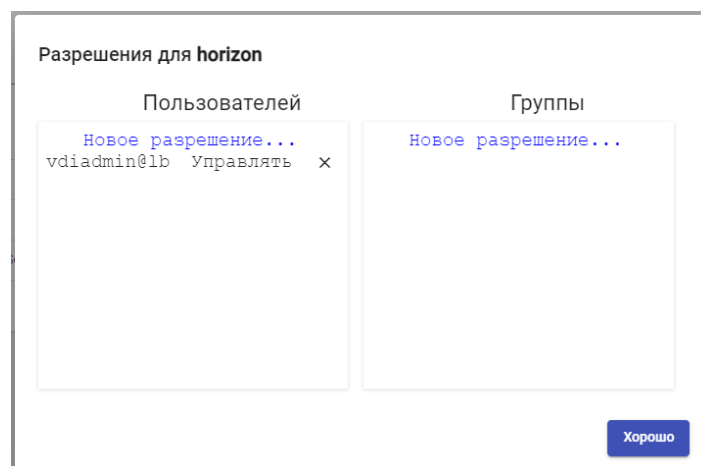 Разрешения для horizon
Пользователей
Группы
Новое разрешение...
vdiadmin@lb Управлять ×
Новое разрешение...
Хорошо